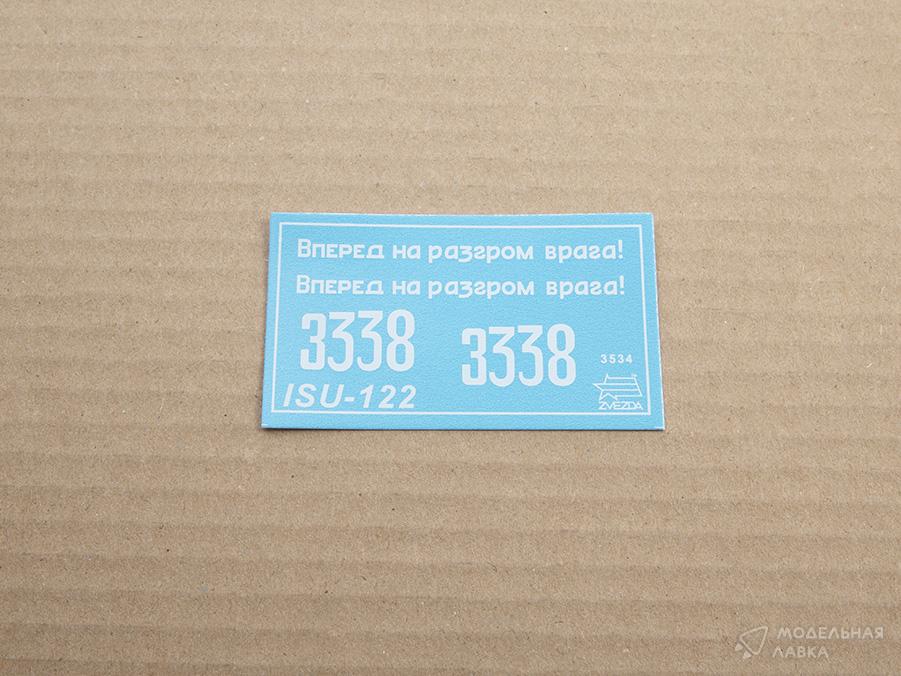 Вперед на разгром врага!
Вперед на разгром врага!
3338 3338
3534
ISU-122
ZVEZDA
МОДЕЛЬНАЯ
ЛАВКА